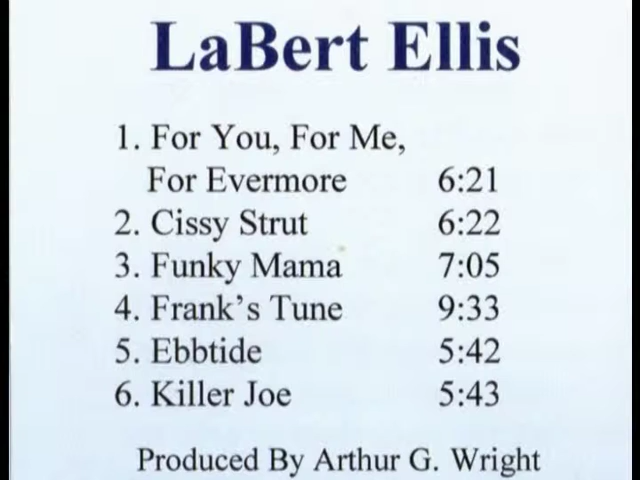 LaBert Ellis
1. For You, For Me,
For Evermore 6:21
2. Cissy Strut 6:22
3. Funky Mama 7:05
4. Frank's Tune 9:33
5. Ebbtide 5:42
6. Killer Joe 5:43
Produced By Arthur G. Wright